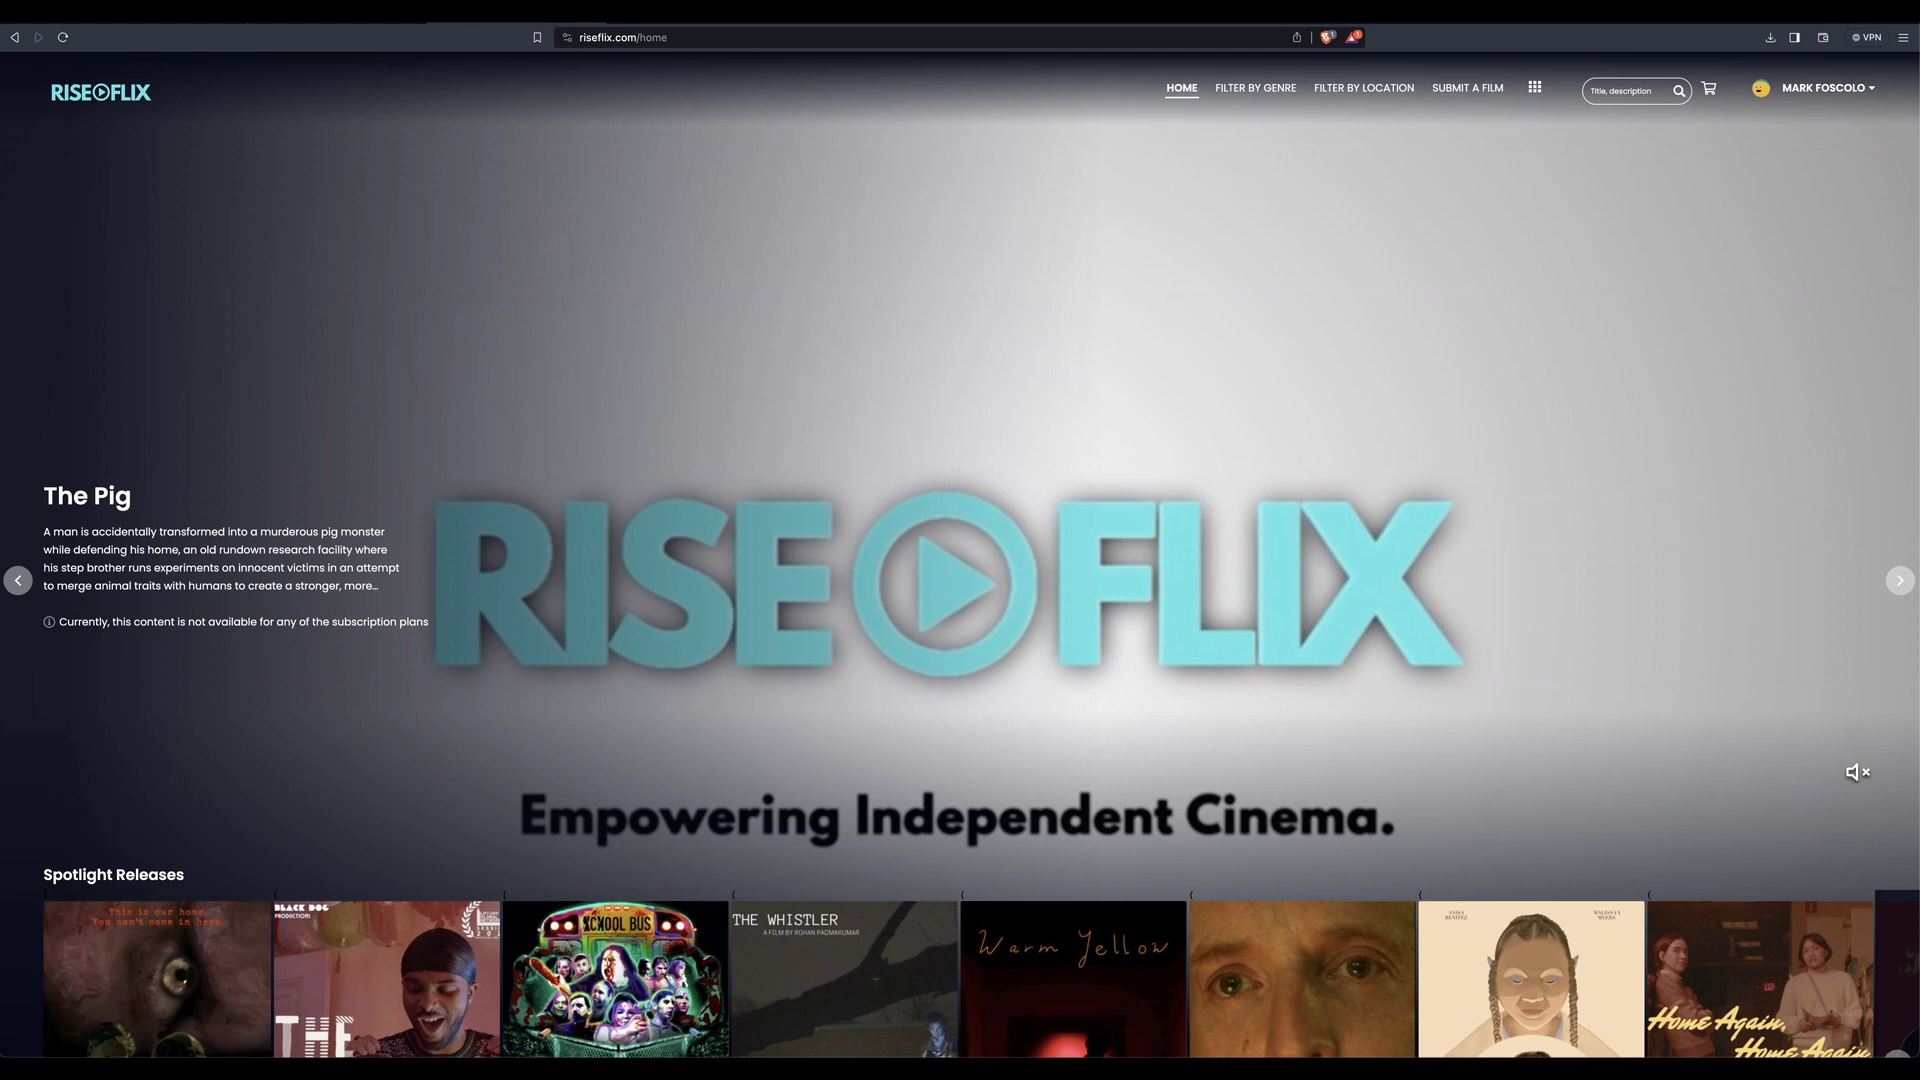 riseflix.com/home
VPN
RISEFLIX
HOME
FILTER BY GENRE
FILTER BY LOCATION
SUBMIT A FILM
Title, description
MARK FOSCOLO
The Pig
A man is accidentally transformed into a murderous pig monster
while defending his home, an old rundown research facility where
his step brother runs experiments on innocent victims in an attempt
to merge animal traits with humans to create a stronger, more...
Currently, this content is not available for any of the subscription plans
RISEFLIX
Empowering Independent Cinema.
Spotlight Releases
This is our home.
You can't come in here.
BLACK DOG
PRODUCTIONS
THE
SCHOOL BUS
THE WHISTLER
A FILM BY ROHAN PADMAKUMAR
Warm Yellow
ANISA
BENITEZ
Home Again,
Home Again